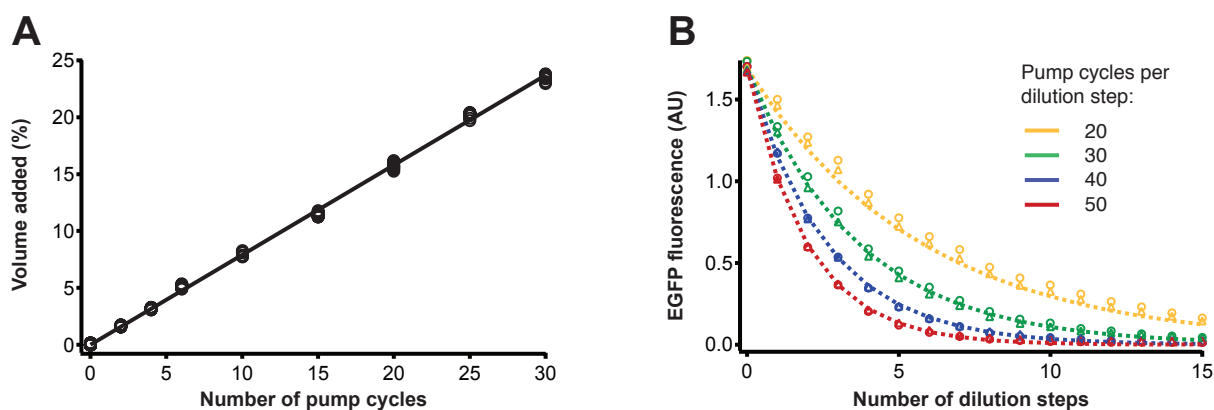 A
Volume added (%)
25
20
15
10
5
0
0 5 10 15 20 25 30
Number of pump cycles
B
EGFP fluorescence (AU)
1.5
1.0
0.5
0.0
Pump cycles per
dilution step:
20
30
40
50
0 5 10 15
Number of dilution steps